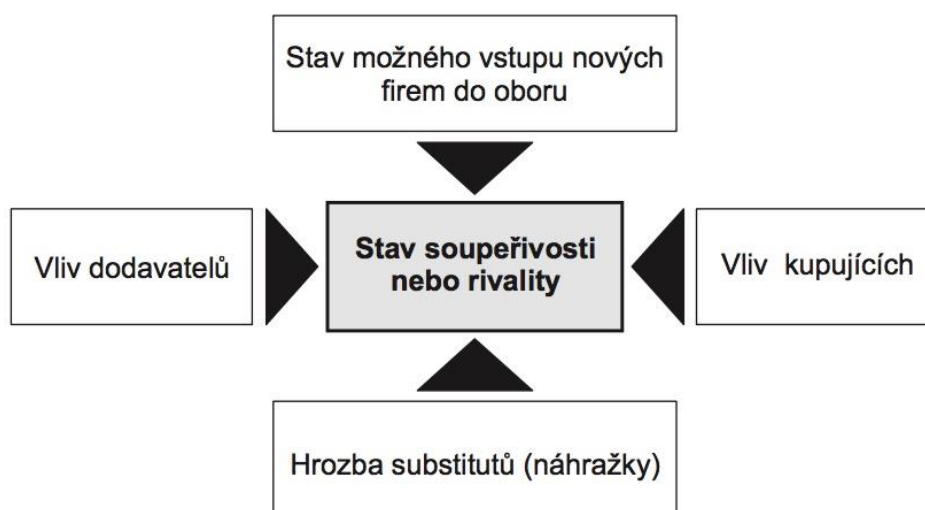 Stav možného vstupu nových
firem do oboru
Vliv dodavatelů
Stav soupeřivosti
nebo rivality
Vliv kupujících
Hrozba substitutů (náhražky)